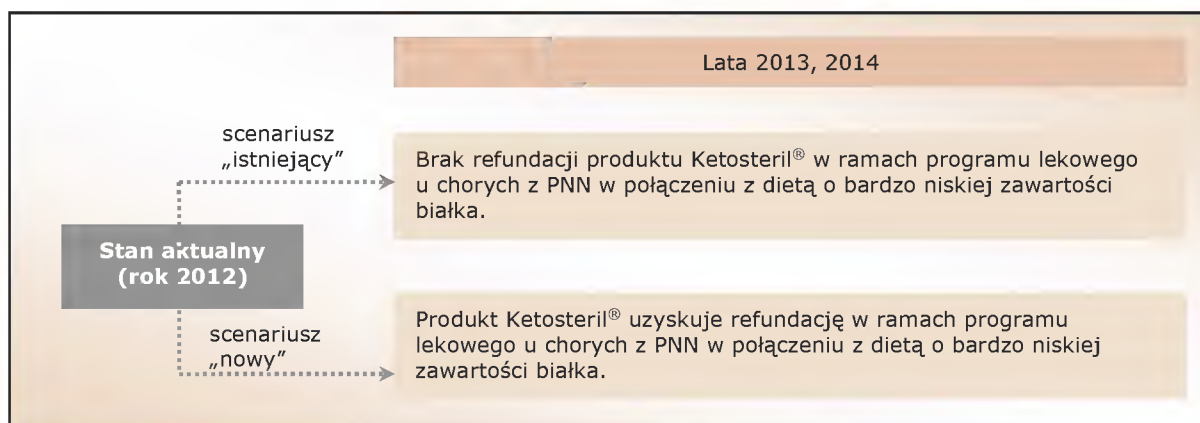 Lata 2013, 2014
scenariusz
„istniejący”
Brak refundacji produktu Ketosteril® w ramach programu lekowego
u chorych z PNN w połączeniu z dietą o bardzo niskiej zawartości
białka.
Stan aktualny
(rok 2012)
scenariusz
„nowy”
Produkt Ketosteril® uzyskuje refundację w ramach programu
lekowego u chorych z PNN w połączeniu z dietą o bardzo niskiej
zawartości białka.